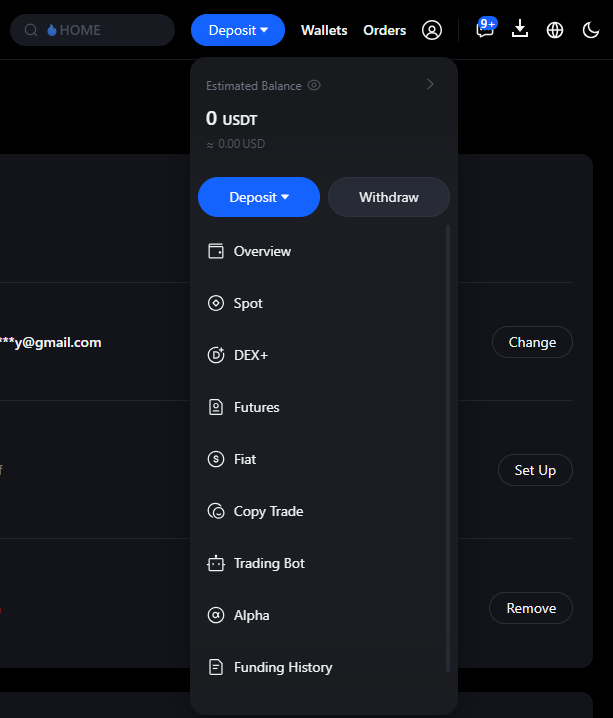 HOME
Deposit
Wallets
Orders
9+
Estimated Balance
0 USDT
≈ 0.00 USD
Deposit
Withdraw
Overview
Spot
***y@gmail.com
Change
DEX+
Futures
Fiat
Set Up
Copy Trade
Trading Bot
Alpha
Remove
Funding History